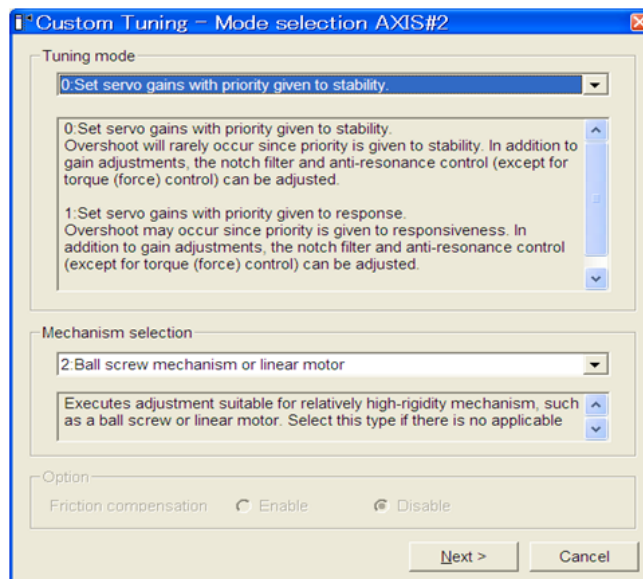 Custom Tuning - Mode selection AXIS#2
Tuning mode
0:Set servo gains with priority given to stability.
0:Set servo gains with priority given to stability.
Overshoot will rarely occur since priority is given to stability. In addition to
gain adjustments, the notch filter and anti-resonance control (except for
torque (force) control) can be adjusted.
1:Set servo gains with priority given to response.
Overshoot may occur since priority is given to responsiveness. In
addition to gain adjustments, the notch filter and anti-resonance control
(except for torque (force) control) can be adjusted.
Mechanism selection
2:Ball screw mechanism or linear motor
Executes adjustment suitable for relatively high-rigidity mechanism, such
as a ball screw or linear motor. Select this type if there is no applicable
Option
Friction compensation Enable Disable
Next > Cancel